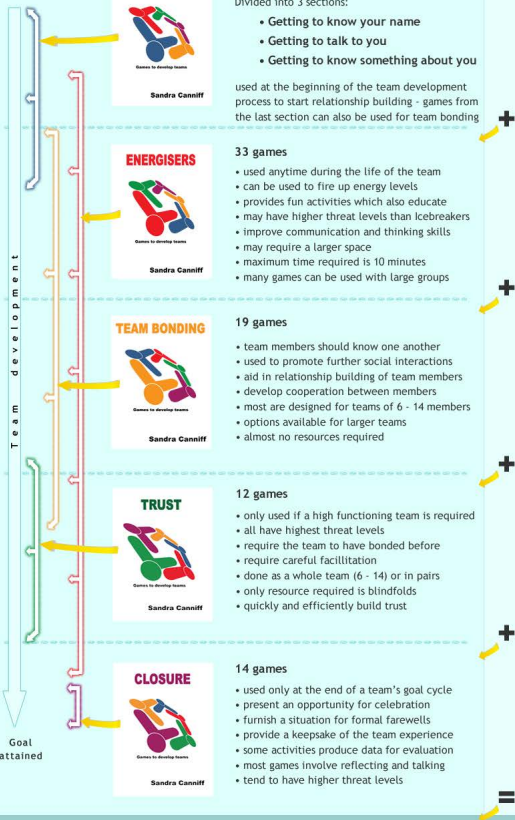 Divided into 3 sections:
• Getting to know your name
• Getting to talk to you
• Getting to know something about you
used at the beginning of the team development
process to start relationship building - games from
the last section can also be used for team bonding
Games to develop teams
Sandra Canniff
+
ENERGISERS
Games to develop teams
Sandra Canniff
33 games
• used anytime during the life of the team
• can be used to fire up energy levels
• provides fun activities which also educate
• may have higher threat levels than Icebreakers
• improve communication and thinking skills
• may require a larger space
• maximum time required is 10 minutes
• many games can be used with large groups
+
TEAM BONDING
Games to develop teams
Sandra Canniff
19 games
• team members should know one another
• used to promote further social interactions
• aid in relationship building of team members
• develop cooperation between members
• most are designed for teams of 6 - 14 members
• options available for larger teams
• almost no resources required
+
Team development
TRUST
Games to develop teams
Sandra Canniff
12 games
• only used if a high functioning team is required
• all have highest threat levels
• require the team to have bonded before
• require careful facillitation
• done as a whole team (6 - 14) or in pairs
• only resource required is blindfolds
• quickly and efficiently build trust
+
CLOSURE
Games to develop teams
Sandra Canniff
14 games
• used only at the end of a team's goal cycle
• present an opportunity for celebration
• furnish a situation for formal farewells
• provide a keepsake of the team experience
• some activities produce data for evaluation
• most games involve reflecting and talking
• tend to have higher threat levels
Goal
attained
=